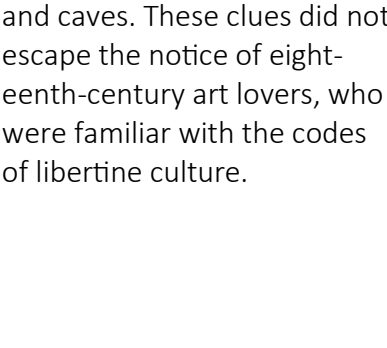 and caves. These clues did not
escape the notice of eight-
eenth-century art lovers, who
were familiar with the codes
of libertine culture.